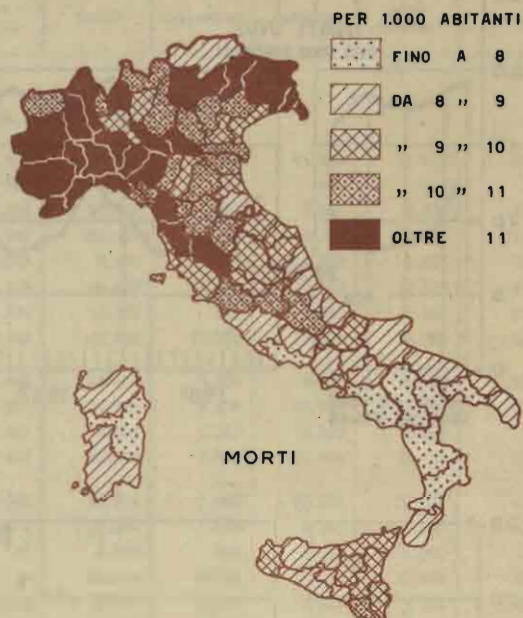 PER 1.000 ABITANTI
FINO A 8
DA 8 „ 9
„ 9 „ 10
„ 10 „ 11
OLTRE 11
MORTI